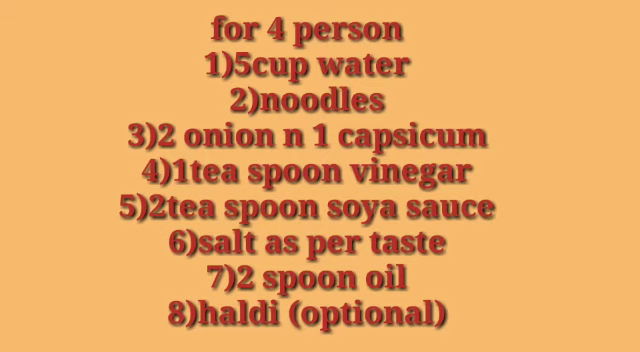 for 4 person
1)5cup water
2)noodles
3)2 onion n 1 capsicum
4)1tea spoon vinegar
5)2tea spoon soya sauce
6)salt as per taste
7)2 spoon oil
8)haldi (optional)